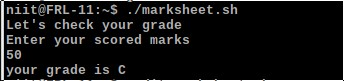 niit@FRL-11:~$ ./marksheet.sh
Let's check your grade
Enter your scored marks
50
your grade is C